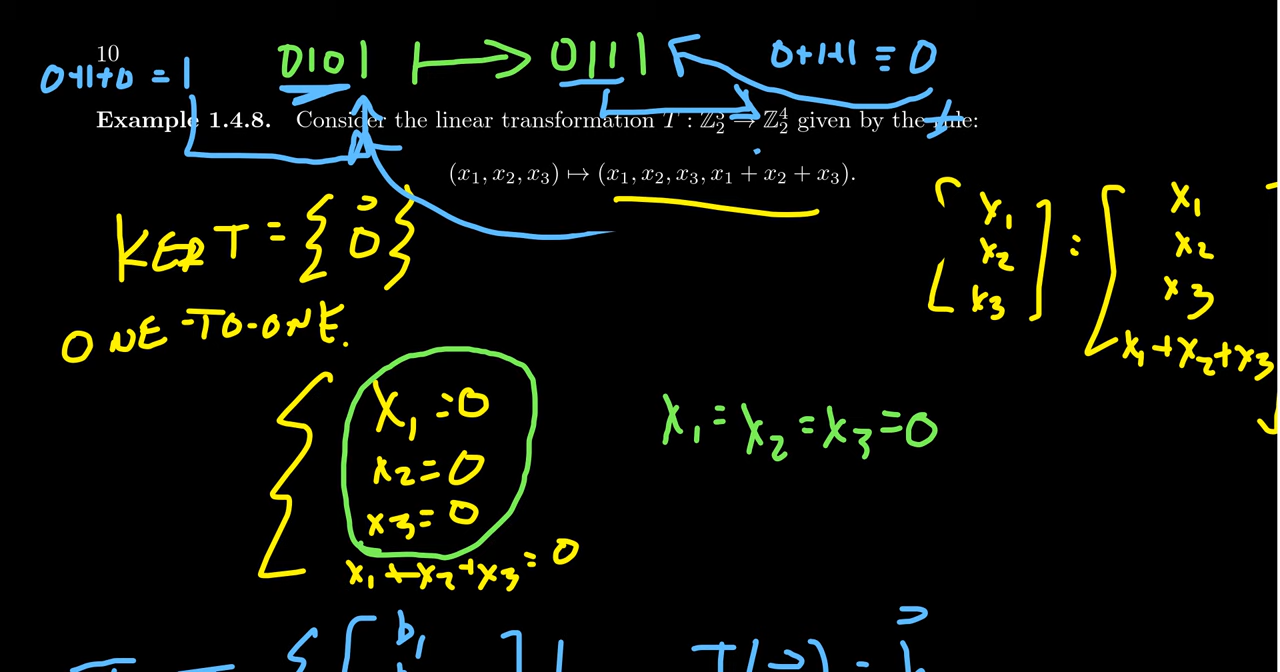 10
0+1+0 = 1
0101 ↦ 0111
0+1+1 ≡ 0
Example 1.4.8. Consider the linear transformation T : ℤ₂³ → ℤ₂⁴ given by the rule:
(x₁, x₂, x₃) ↦ (x₁, x₂, x₃, x₁ + x₂ + x₃).
KER T = { 0⃗ }
ONE-TO-ONE.
[ x₁
x₂
x₃ ] = [ x₁
x₂
x₃
x₁+x₂+x₃ ]
{ x₁ = 0
x₂ = 0
x₃ = 0
x₁+x₂+x₃ = 0
x₁ = x₂ = x₃ = 0
{ [ b₁